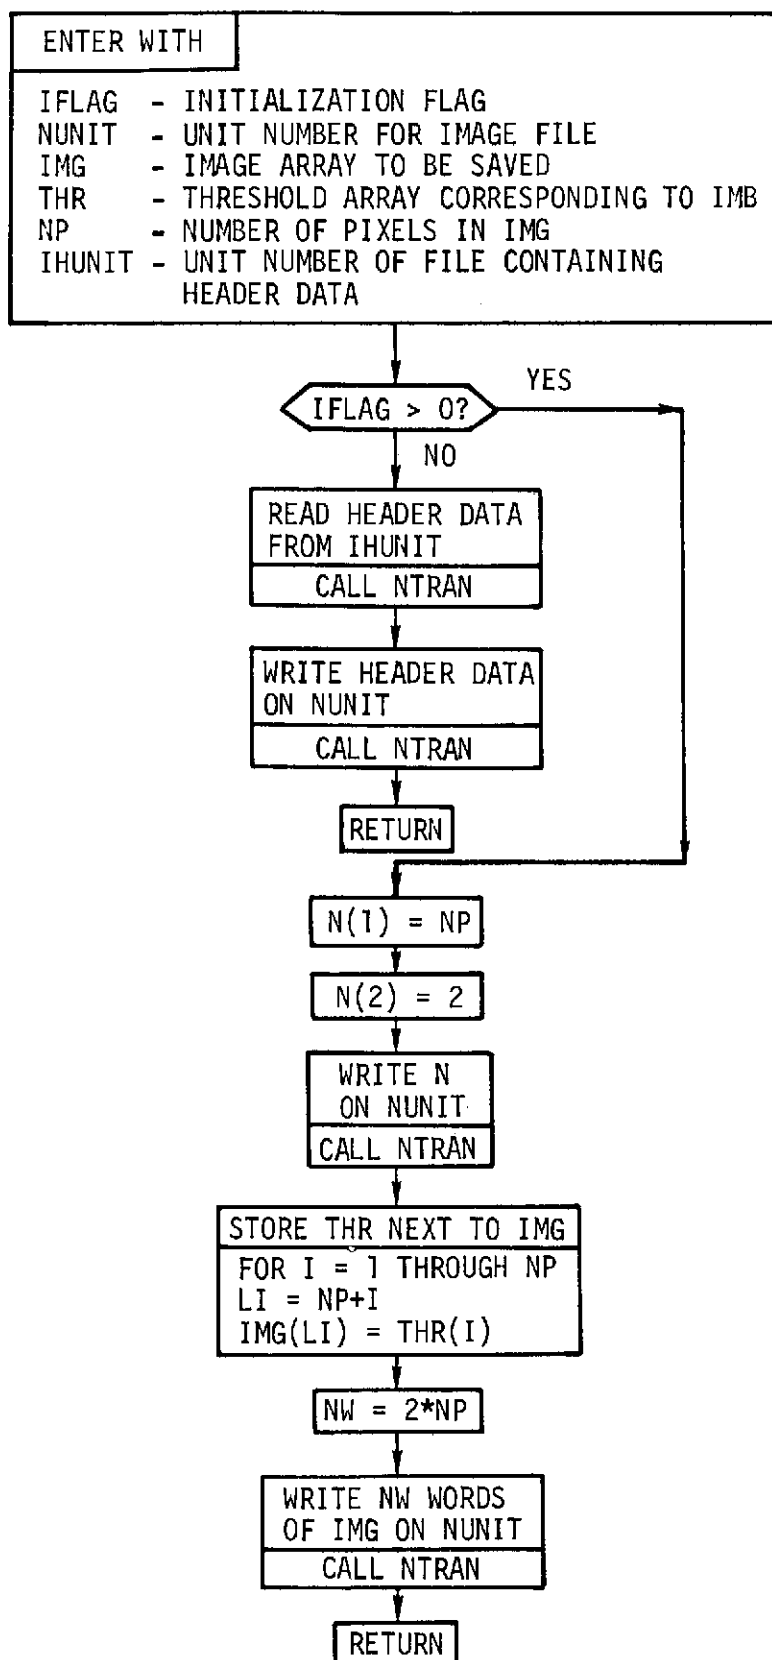 ENTER WITH
IFLAG - INITIALIZATION FLAG
NUNIT - UNIT NUMBER FOR IMAGE FILE
IMG - IMAGE ARRAY TO BE SAVED
THR - THRESHOLD ARRAY CORRESPONDING TO IMB
NP - NUMBER OF PIXELS IN IMG
IHUNIT - UNIT NUMBER OF FILE CONTAINING
HEADER DATA
YES
IFLAG > 0?
NO
READ HEADER DATA
FROM IHUNIT
CALL NTRAN
WRITE HEADER DATA
ON NUNIT
CALL NTRAN
RETURN
N(1) = NP
N(2) = 2
WRITE N
ON NUNIT
CALL NTRAN
STORE THR NEXT TO IMG
FOR I = 1 THROUGH NP
LI = NP+I
IMG(LI) = THR(I)
NW = 2*NP
WRITE NW WORDS
OF IMG ON NUNIT
CALL NTRAN
RETURN